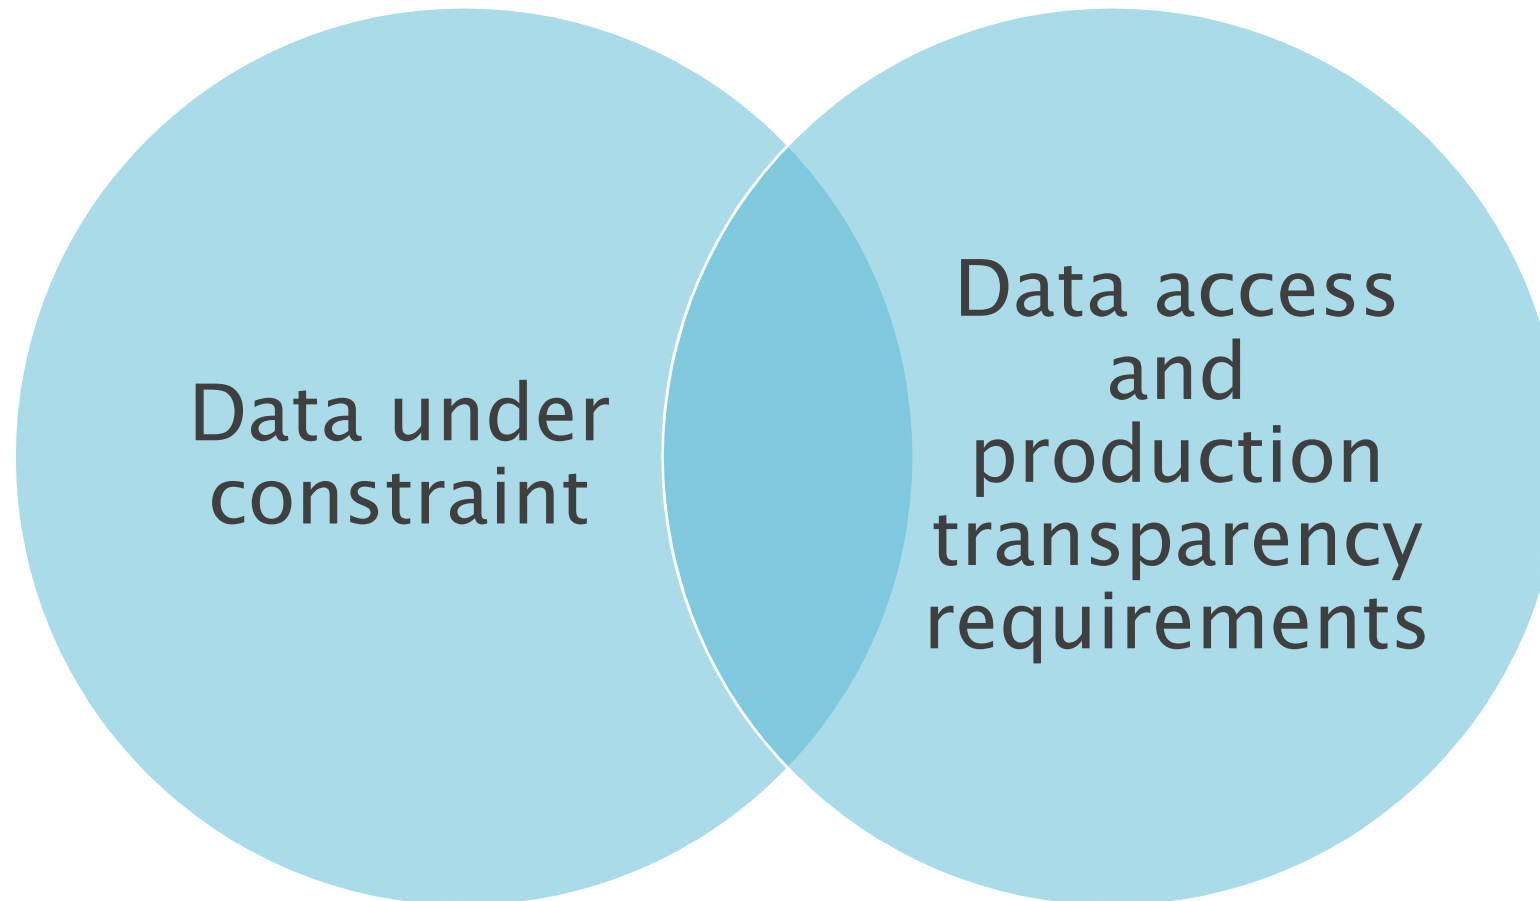 Data under
constraint
Data access
and
production
transparency
requirements